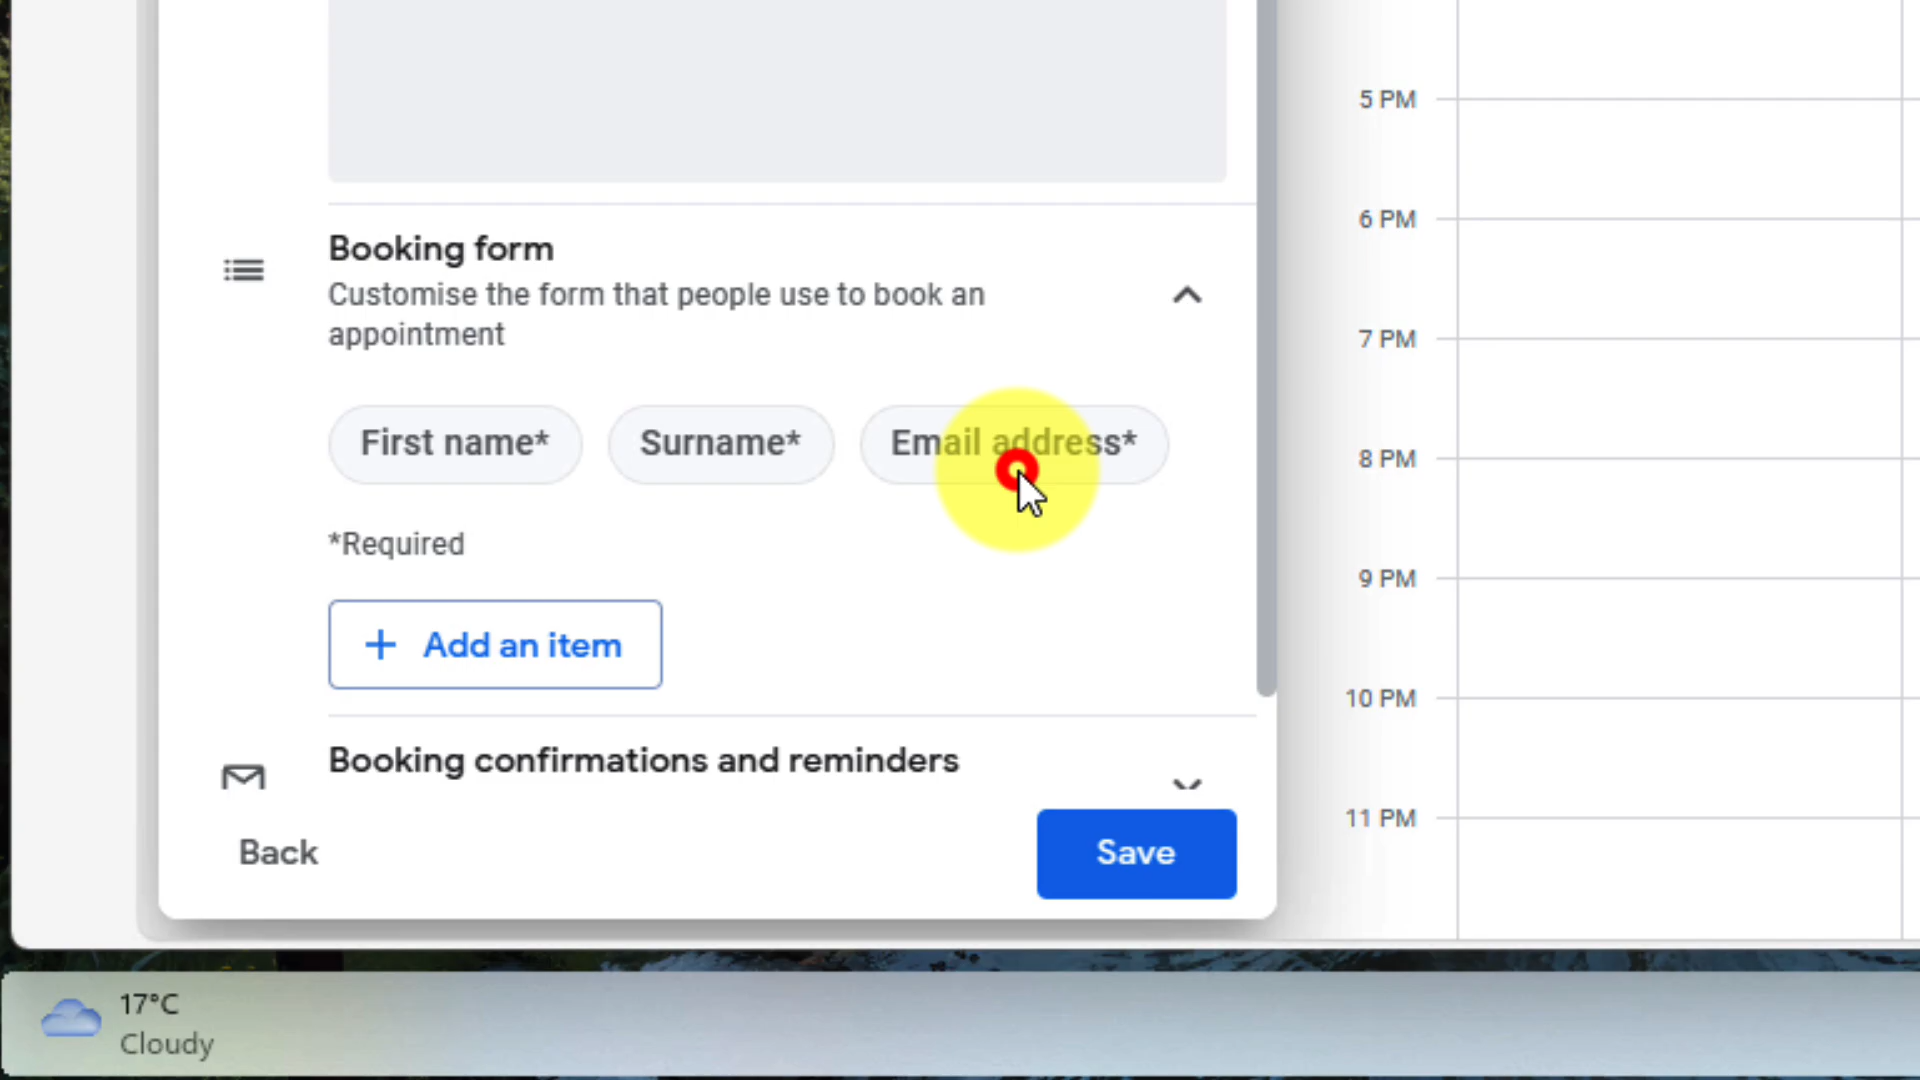 5 PM
6 PM
Booking form
Customise the form that people use to book an
appointment
7 PM
First name*
Surname*
Email address*
8 PM
*Required
9 PM
+ Add an item
10 PM
Booking confirmations and reminders
11 PM
Back
Save
17°C
Cloudy